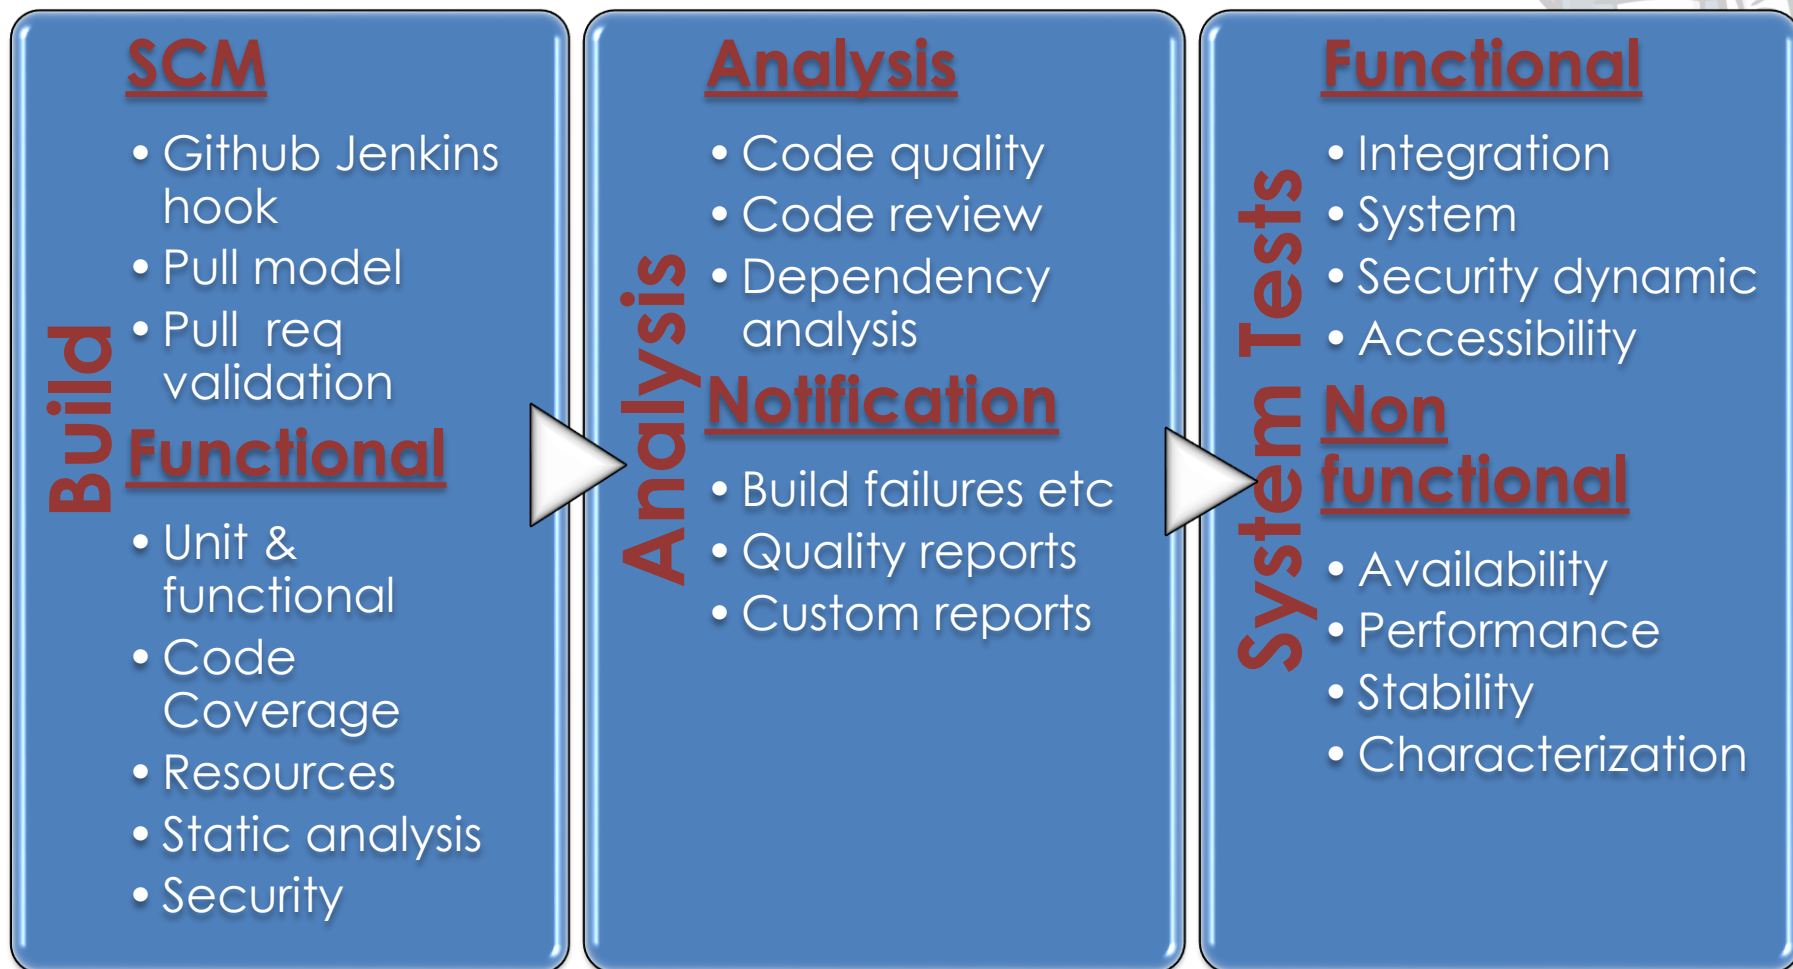 Build
SCM
• Github Jenkins
hook
• Pull model
• Pull req
validation
Functional
• Unit &
functional
• Code
Coverage
• Resources
• Static analysis
• Security
Analysis
Analysis
• Code quality
• Code review
• Dependency
analysis
Notification
• Build failures etc
• Quality reports
• Custom reports
System Tests
Functional
• Integration
• System
• Security dynamic
• Accessibility
Non
functional
• Availability
• Performance
• Stability
• Characterization